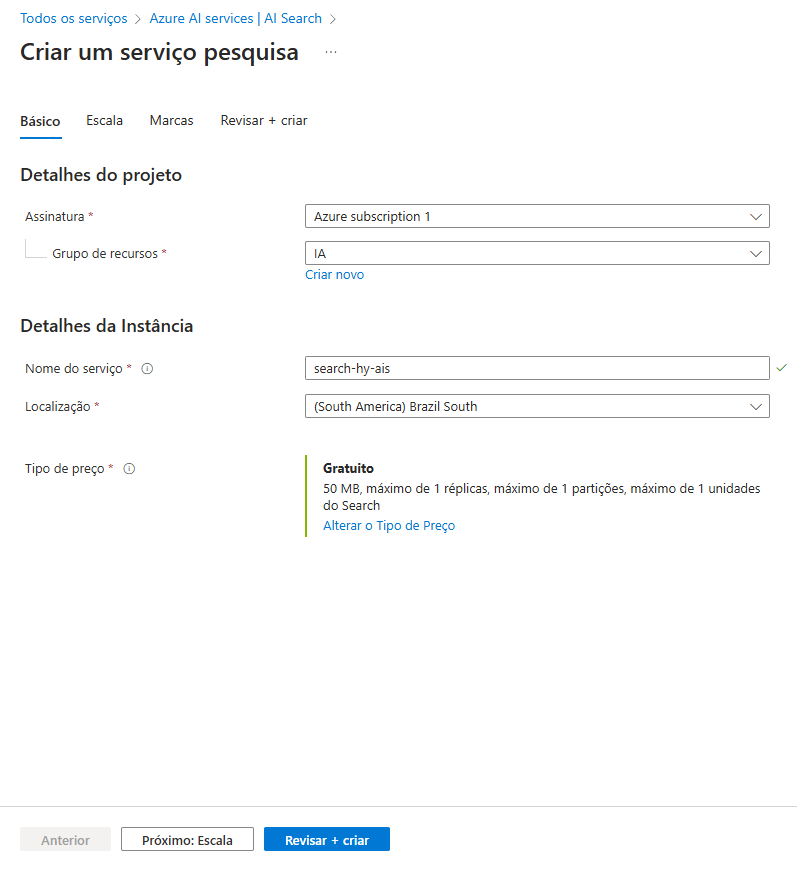 Todos os serviços > Azure AI services | AI Search >
Criar um serviço pesquisa ...
Básico Escala Marcas Revisar + criar
Detalhes do projeto
Assinatura * Azure subscription 1
Grupo de recursos * IA
Criar novo
Detalhes da Instância
Nome do serviço * search-hy-ais
Localização * (South America) Brazil South
Tipo de preço * Gratuito
50 MB, máximo de 1 réplicas, máximo de 1 partições, máximo de 1 unidades
do Search
Alterar o Tipo de Preço
Anterior Próximo: Escala Revisar + criar